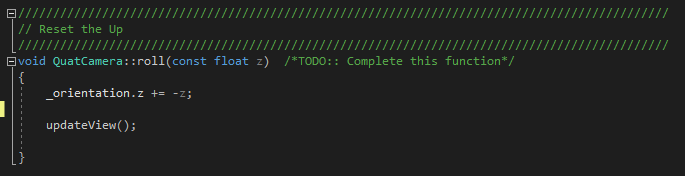 /////////////////////////////////////////////////////////////////////////////////////////////
// Reset the Up
/////////////////////////////////////////////////////////////////////////////////////////////
void QuatCamera::roll(const float z)  /*TODO:: Complete this function*/
{
    _orientation.z += -z;
    updateView();
}